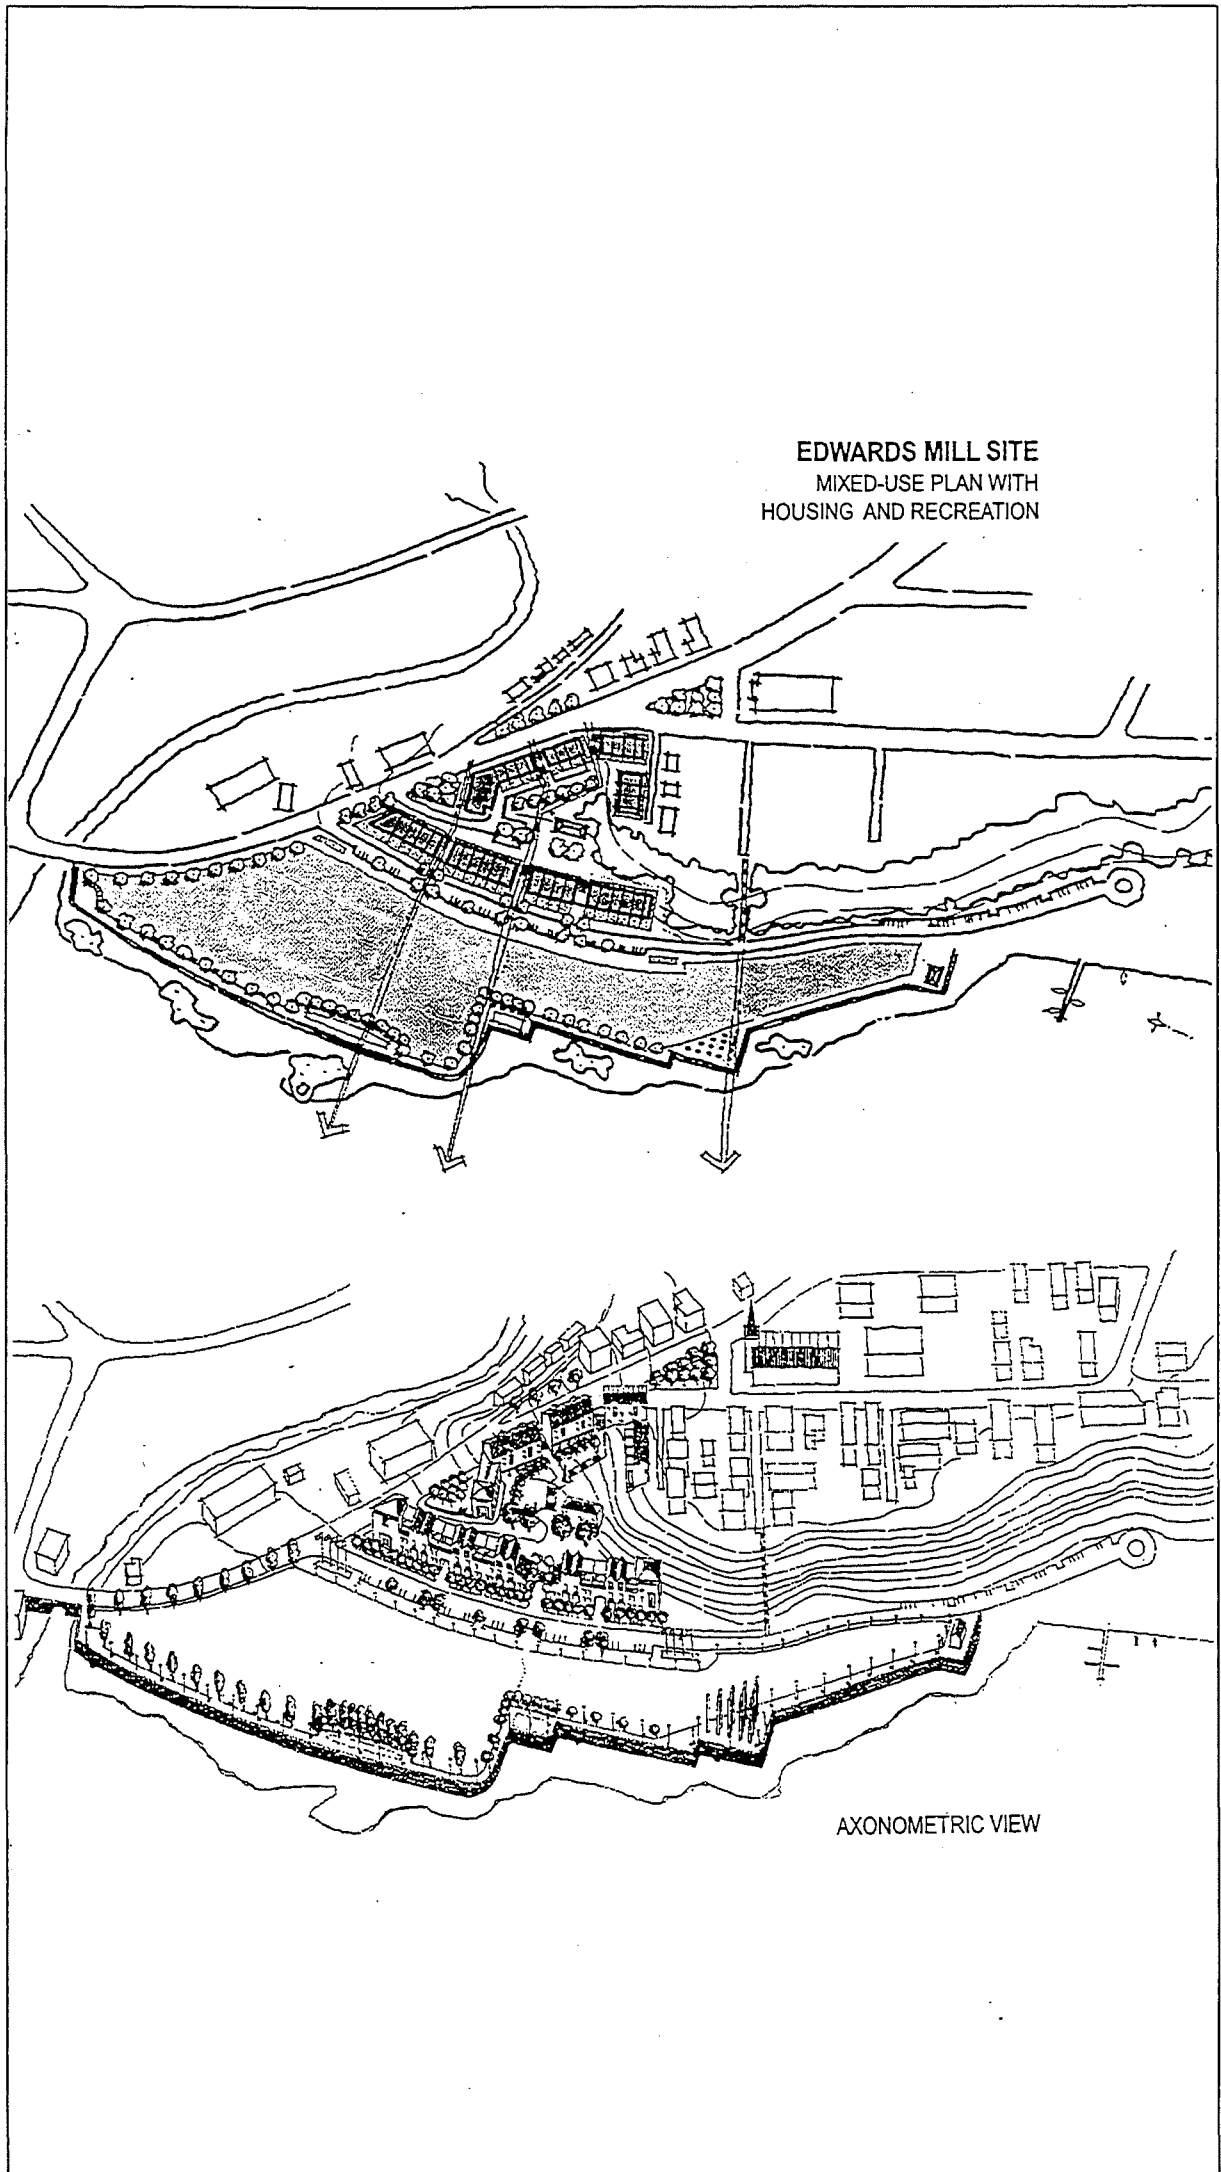 EDWARDS MILL SITE
MIXED-USE PLAN WITH
HOUSING AND RECREATION
AXONOMETRIC VIEW